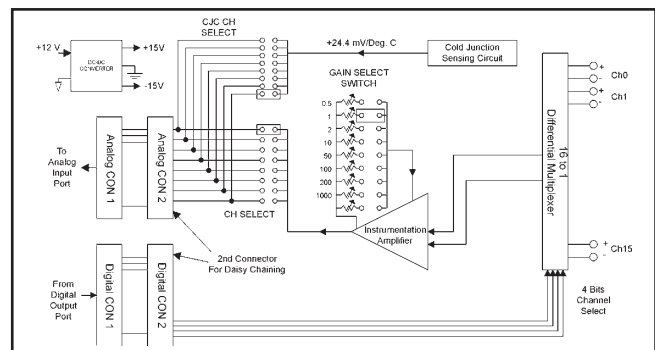 CJC CH
SELECT
+12 V
DC-DC
CONVERTER
+15V
-15V
+24.4 mV/Deg. C
Cold Junction
Sensing Circuit
GAIN SELECT
SWITCH
0.5
1
2
10
50
100
200
1000
16 to 1
Differential Multiplexer
+
-
Ch0
+
-
Ch1
+
-
Ch15
To
Analog
Input
Port
Analog CON 1
Analog CON 2
CH SELECT
Instrumentation
Amplifier
2nd Connector
For Daisy Chaining
From
Digital
Output
Port
Digital CON 1
Digital CON 2
4 Bits
Channel
Select